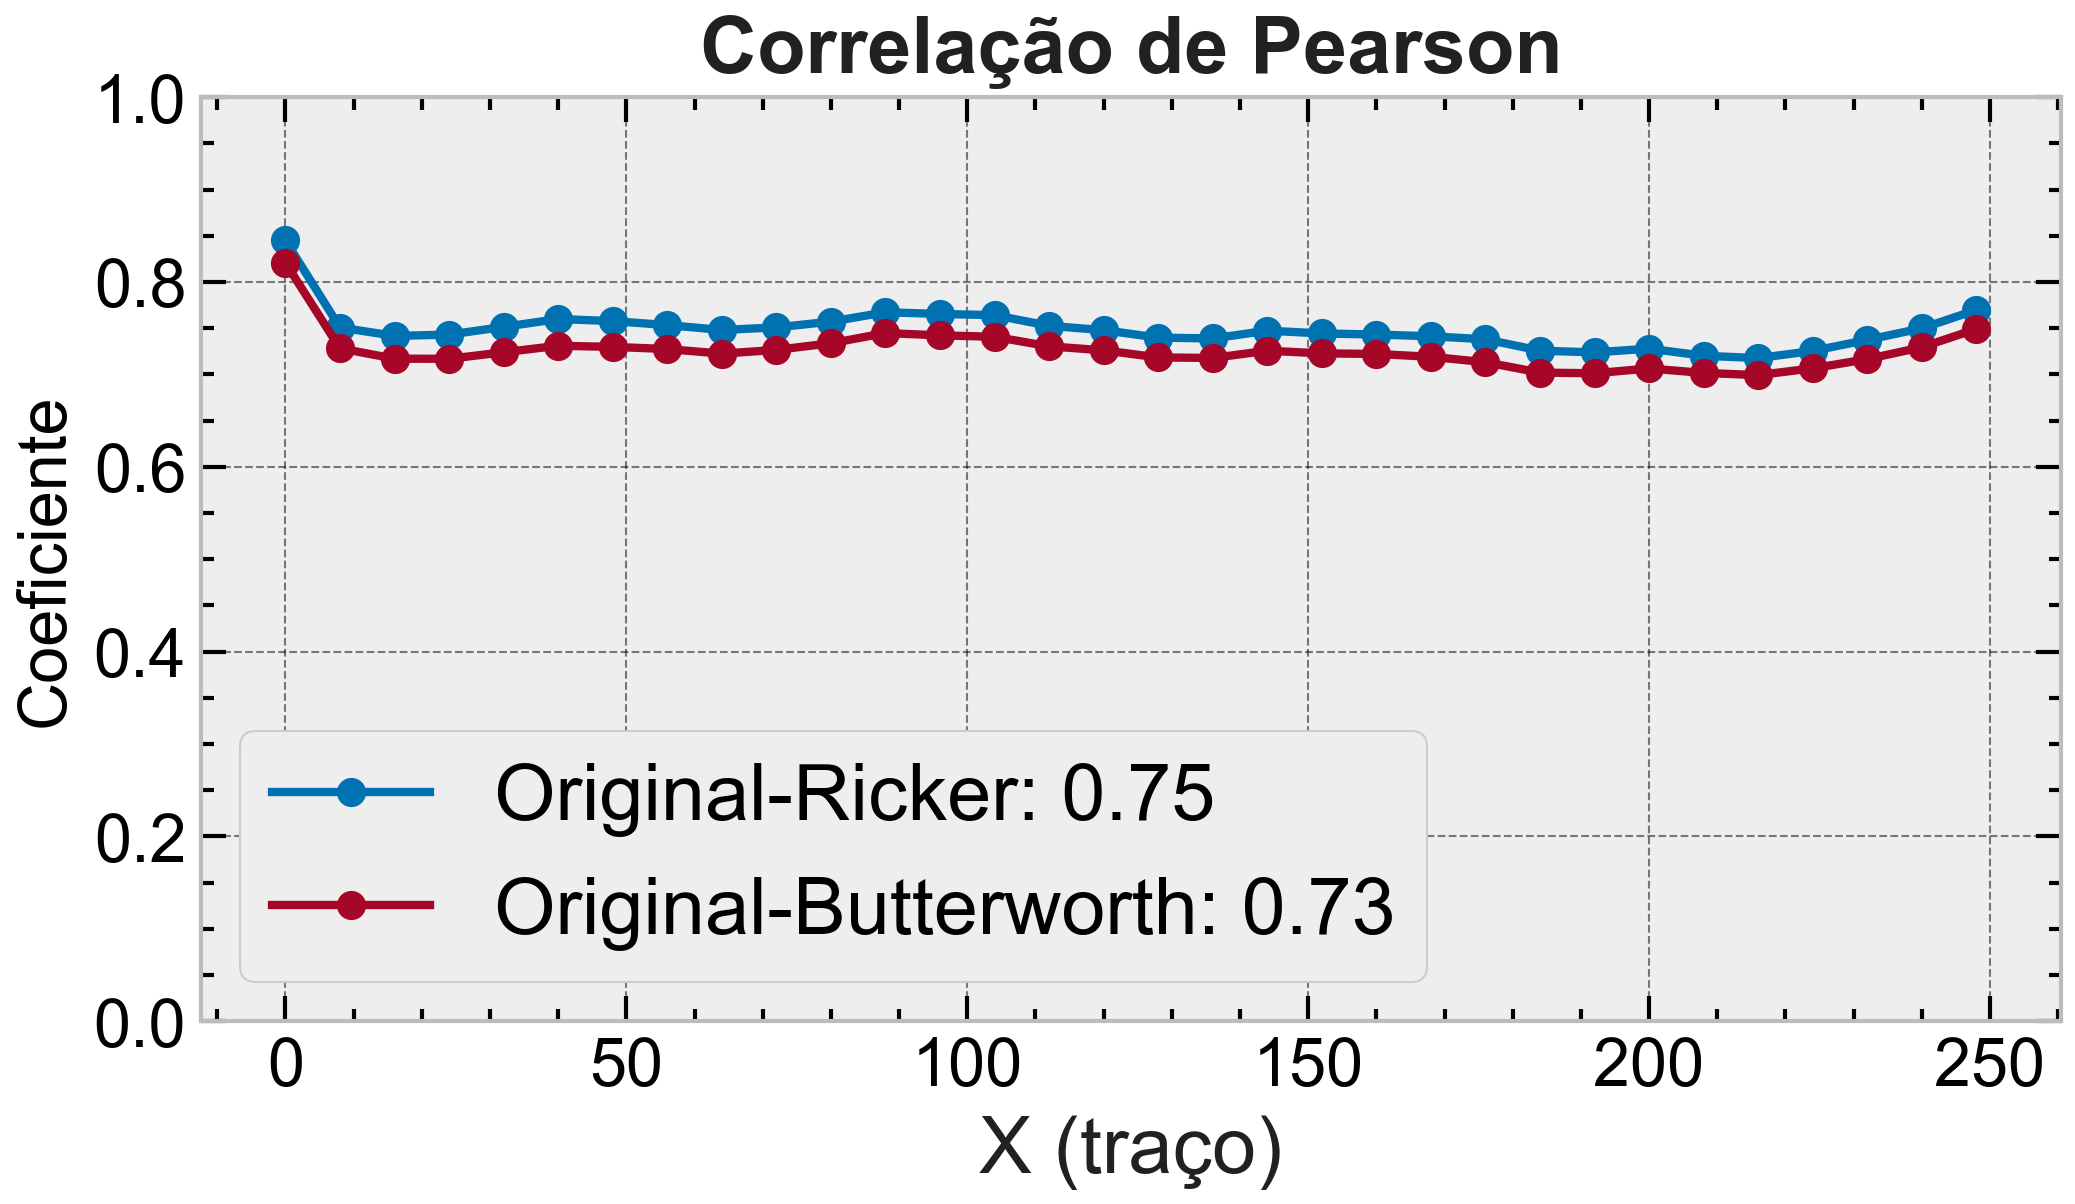 Correlação de Pearson
1.0
0.8
0.6
0.4
0.2
0.0
Coeficiente
Original-Ricker: 0.75
Original-Butterworth: 0.73
0 50 100 150 200 250
X (traço)